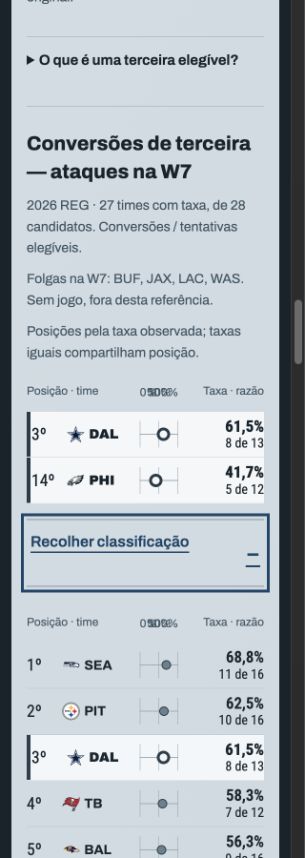 O que é uma terceira elegível?
Conversões de terceira
— ataques na W7
2026 REG · 27 times com taxa, de 28
candidatos. Conversões / tentativas
elegíveis.
Folgas na W7: BUF, JAX, LAC, WAS.
Sem jogo, fora desta referência.
Posições pela taxa observada; taxas
iguais compartilham posição.
Posição · time Taxa · razão
3º DAL 61,5%
8 de 13
14º PHI 41,7%
5 de 12
Recolher classificação
Posição · time Taxa · razão
1º SEA 68,8%
11 de 16
2º PIT 62,5%
10 de 16
3º DAL 61,5%
8 de 13
4º TB 58,3%
7 de 12
5º BAL 56,3%